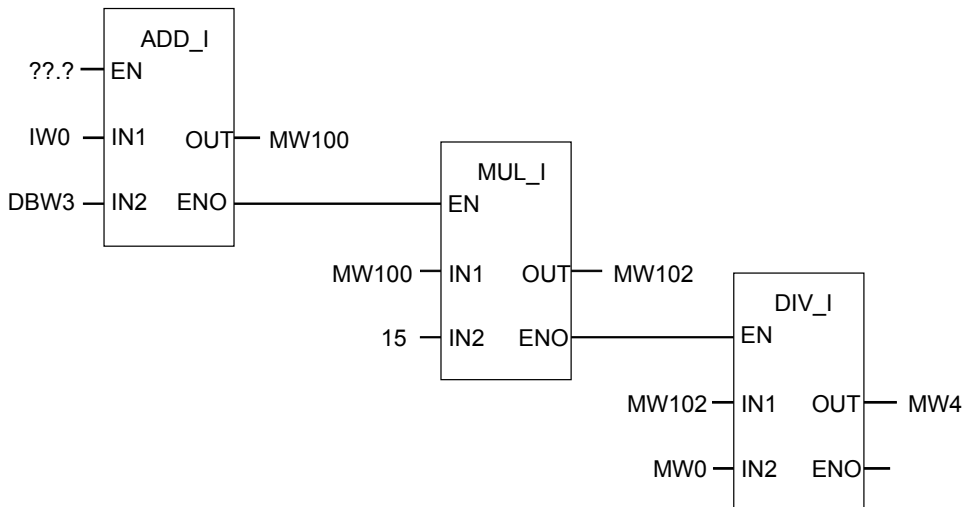 ADD_I
??.? EN
IW0 IN1 OUT MW100
DBW3 IN2 ENO
MUL_I
EN
MW100 IN1 OUT MW102
15 IN2 ENO
DIV_I
EN
MW102 IN1 OUT MW4
MW0 IN2 ENO